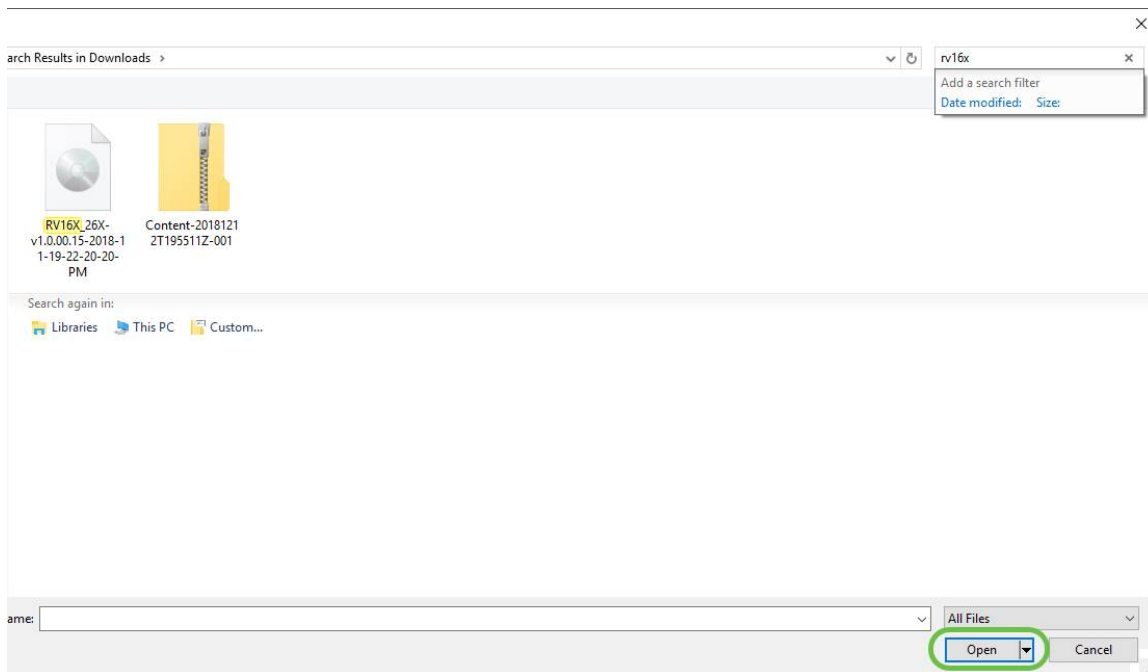 arch Results in Downloads
rv16x
Add a search filter
Date modified: Size:
RV16X_26X-
v1.0.00.15-2018-1
1-19-22-20-20-
PM
Content-2018121
2T195511Z-001
Search again in:
Libraries This PC Custom...
ame:
All Files
Open Cancel